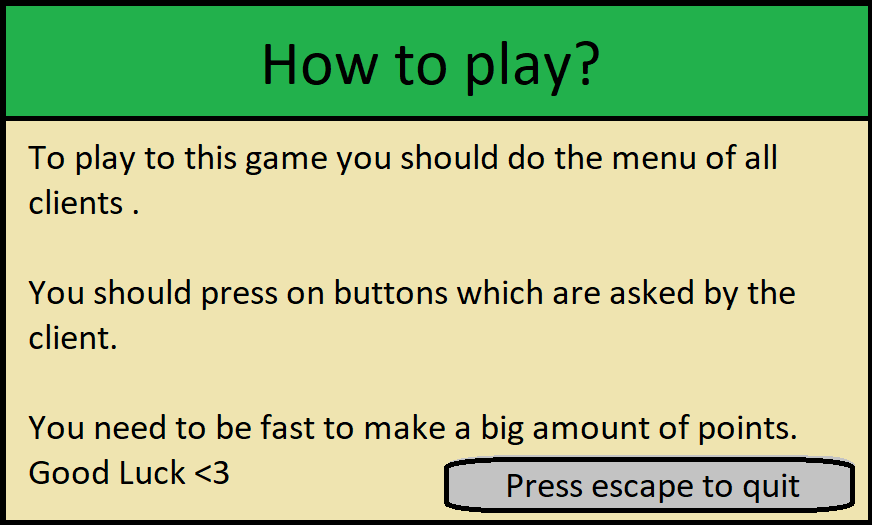 How to play?
To play to this game you should do the menu of all
clients .
You should press on buttons which are asked by the
client.
You need to be fast to make a big amount of points.
Good Luck <3
Press escape to quit